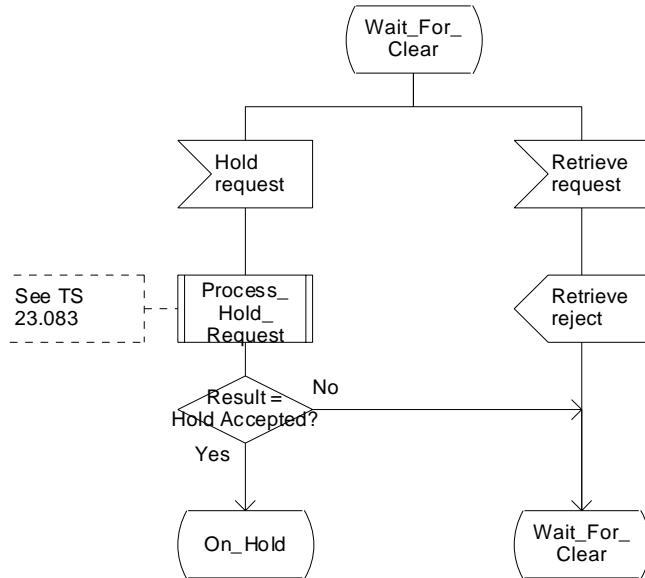 Wait_For_
Clear
Hold
request
Retrieve
request
See TS
23.083
Process_
Hold_
Request
Retrieve
reject
Result =
Hold Accepted?
No
Yes
On_Hold
Wait_For_
Clear